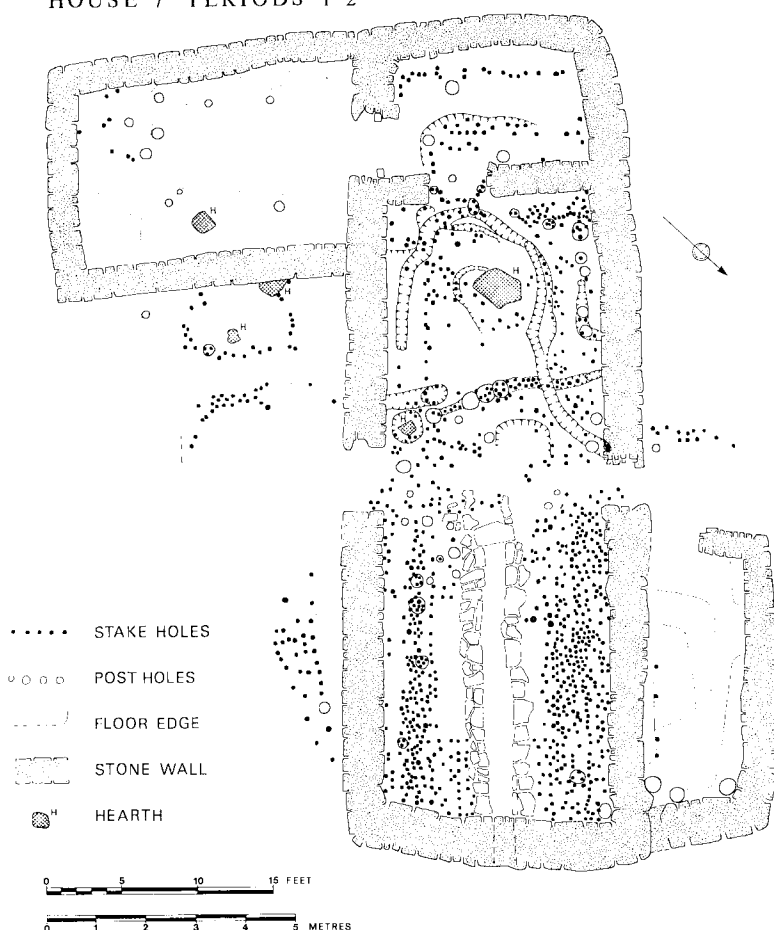 HOUSE 7 PERIODS 1-2
H
H
H
H
H
STAKE HOLES
POST HOLES
FLOOR EDGE
STONE WALL
H HEARTH
0 5 10 15 FEET
0 1 2 3 4 5 METRES